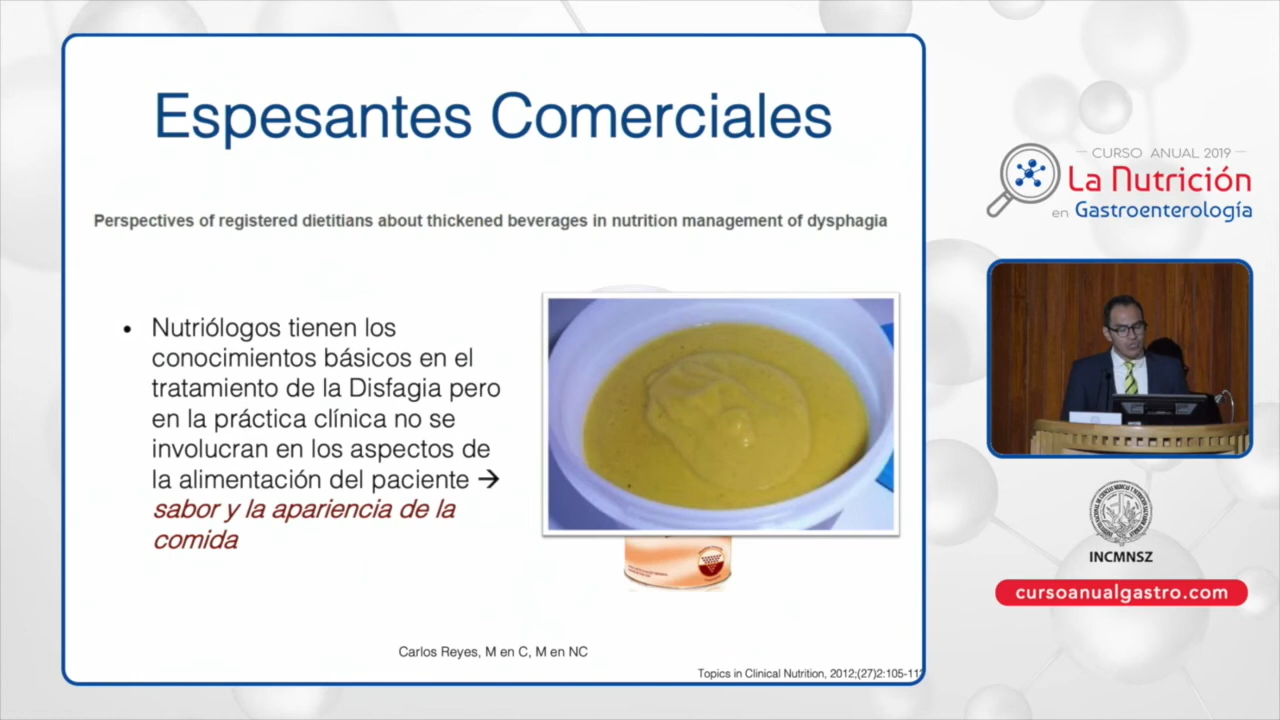 Espesantes Comerciales
Perspectives of registered dietitians about thickened beverages in nutrition management of dysphagia
• Nutriólogos tienen los
conocimientos básicos en el
tratamiento de la Disfagia pero
en la práctica clínica no se
involucran en los aspectos de
la alimentación del paciente →
sabor y la apariencia de la
comida
Carlos Reyes, M en C, M en NC
Topics in Clinical Nutrition, 2012;(27)2:105-11
CURSO ANUAL 2019
La Nutrición
en Gastroenterología
INCMNSZ
cursoanualgastro.com